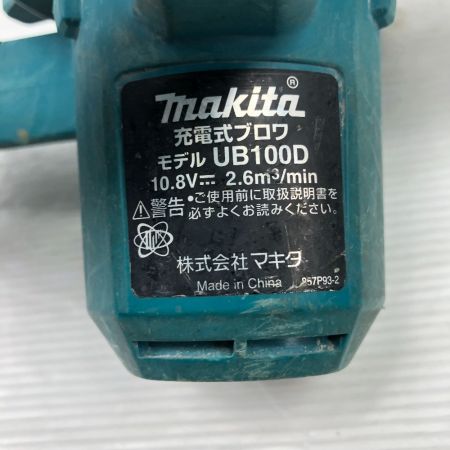 makita®
充電式ブロワ
モデル UB100D
10.8V⎓ 2.6m³/min
⚠警告 •ご使用前に取扱説明書を
必ずよくお読みください。
株式会社マキタ
Made in China 857P93-2